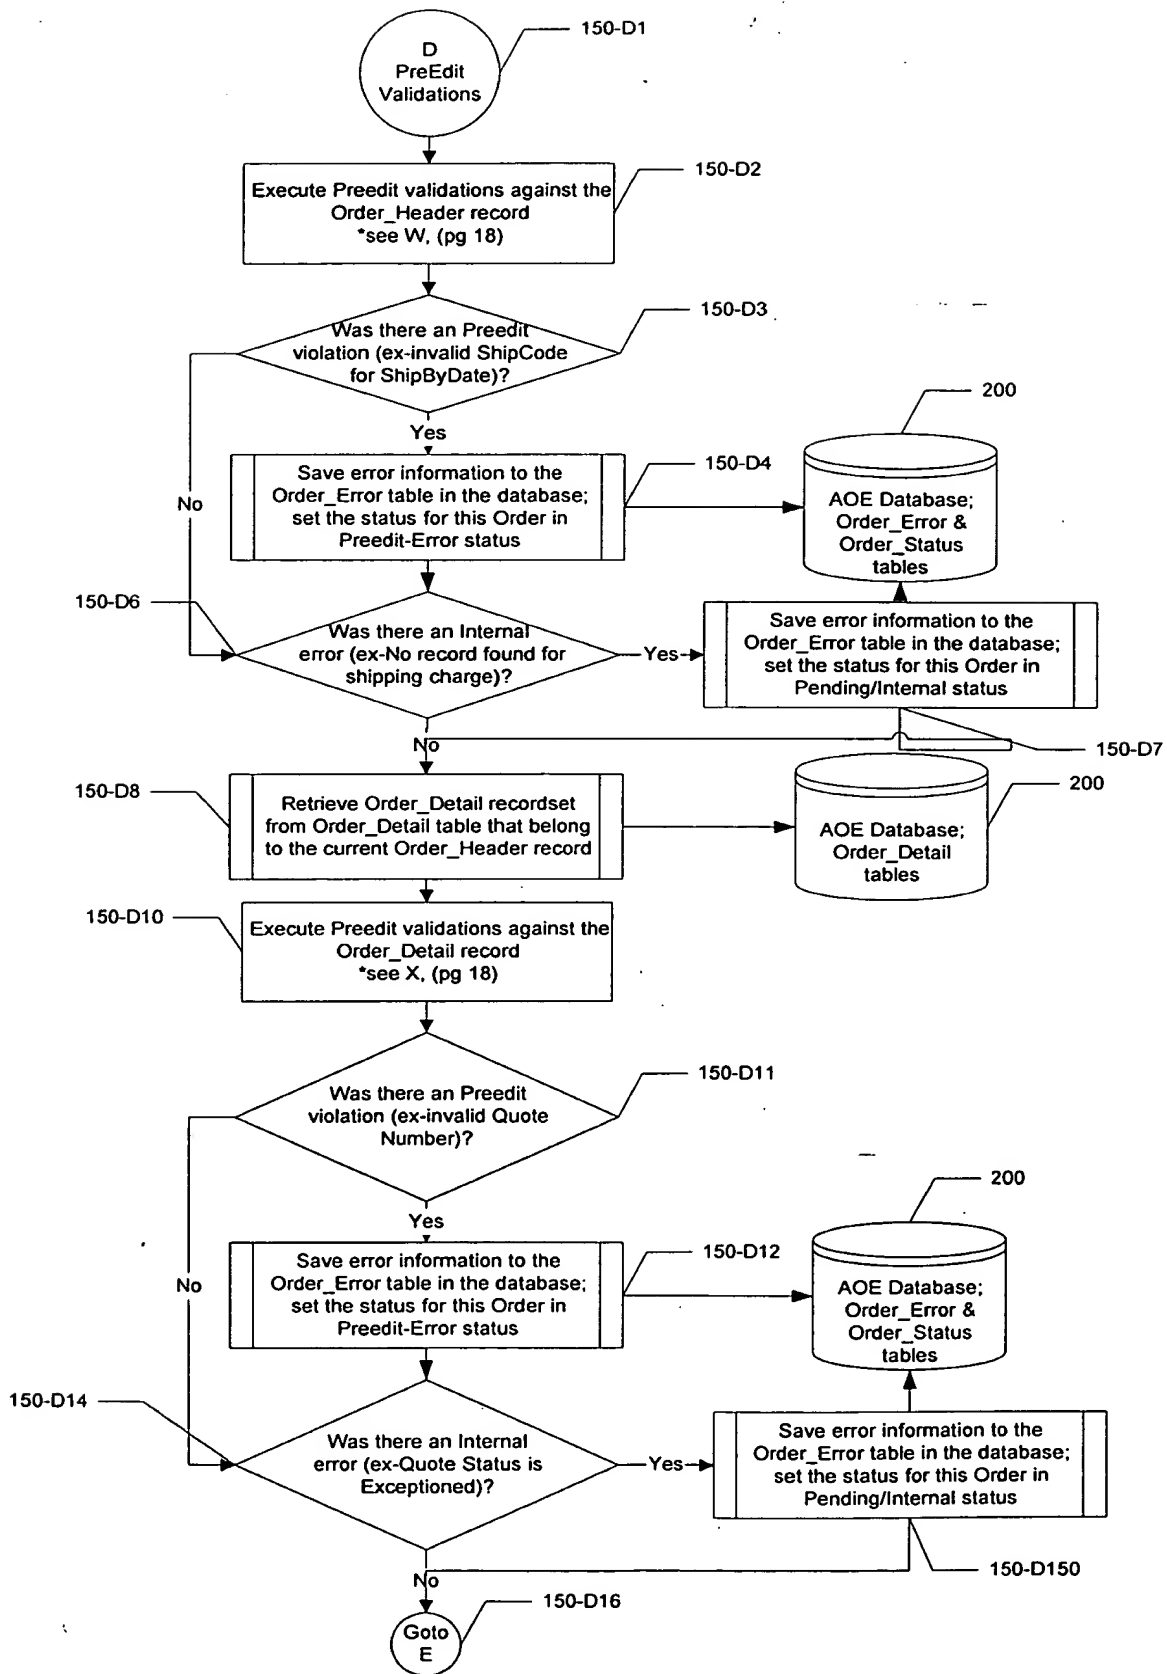 150-D1
D
PreEdit
Validations
150-D2
Execute Preedit validations against the
Order_Header record
*see W, (pg 18)
150-D3
Was there an Preedit
violation (ex-invalid ShipCode
for ShipByDate)?
200
Yes
No
150-D4
Save error information to the
Order_Error table in the database;
set the status for this Order in
Preedit-Error status
AOE Database;
Order_Error &
Order_Status
tables
150-D6
Was there an Internal
error (ex-No record found for
shipping charge)?
Yes
Save error information to the
Order_Error table in the database;
set the status for this Order in
Pending/Internal status
No
150-D7
150-D8
Retrieve Order_Detail recordset
from Order_Detail table that belong
to the current Order_Header record
200
AOE Database;
Order_Detail
tables
150-D10
Execute Preedit validations against the
Order_Detail record
*see X, (pg 18)
150-D11
Was there an Preedit
violation (ex-invalid Quote
Number)?
200
Yes
No
150-D12
Save error information to the
Order_Error table in the database;
set the status for this Order in
Preedit-Error status
AOE Database;
Order_Error &
Order_Status
tables
150-D14
Was there an Internal
error (ex-Quote Status is
Exceptioned)?
Yes
Save error information to the
Order_Error table in the database;
set the status for this Order in
Pending/Internal status
No
150-D150
150-D16
Goto
E